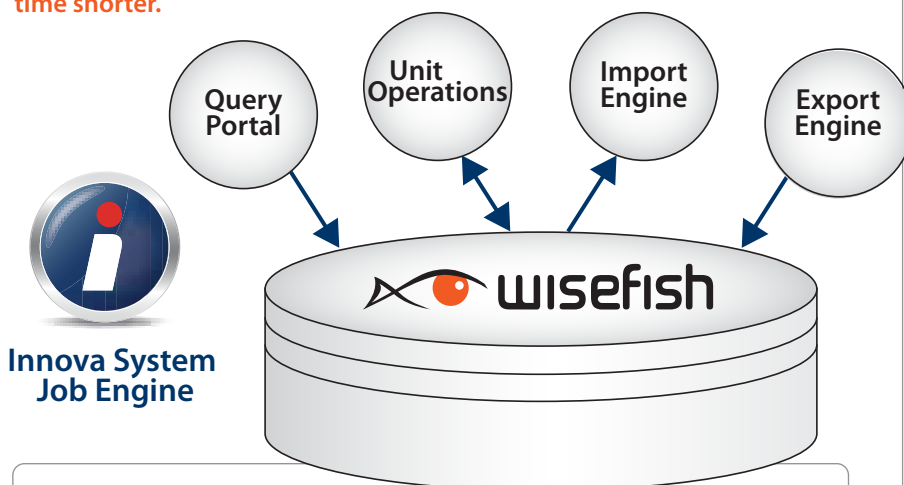 time shorter.
Query
Portal
Unit
Operations
Import
Engine
Export
Engine
i
wisefish
Innova System
Job Engine